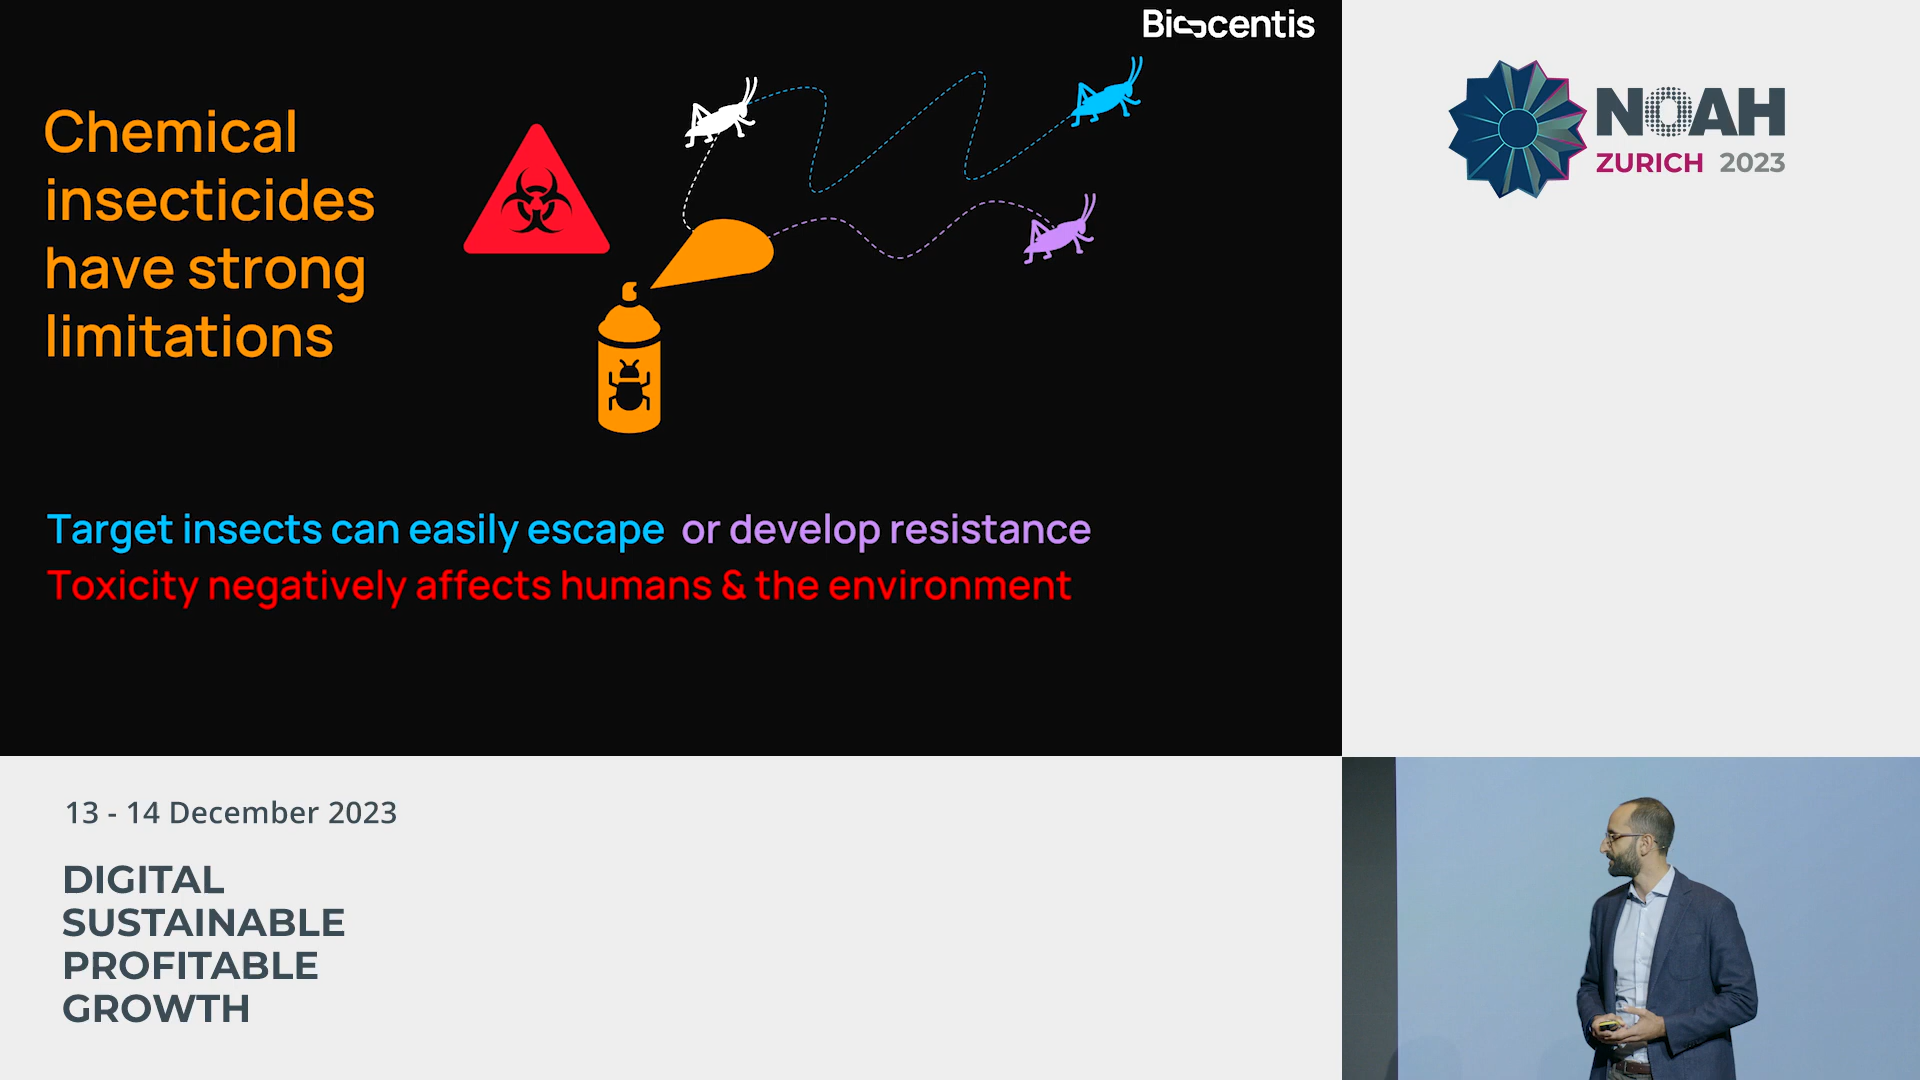 Biocentis
Chemical
insecticides
have strong
limitations
Target insects can easily escape or develop resistance
Toxicity negatively affects humans & the environment
NOAH
ZURICH 2023
13 - 14 December 2023
DIGITAL
SUSTAINABLE
PROFITABLE
GROWTH